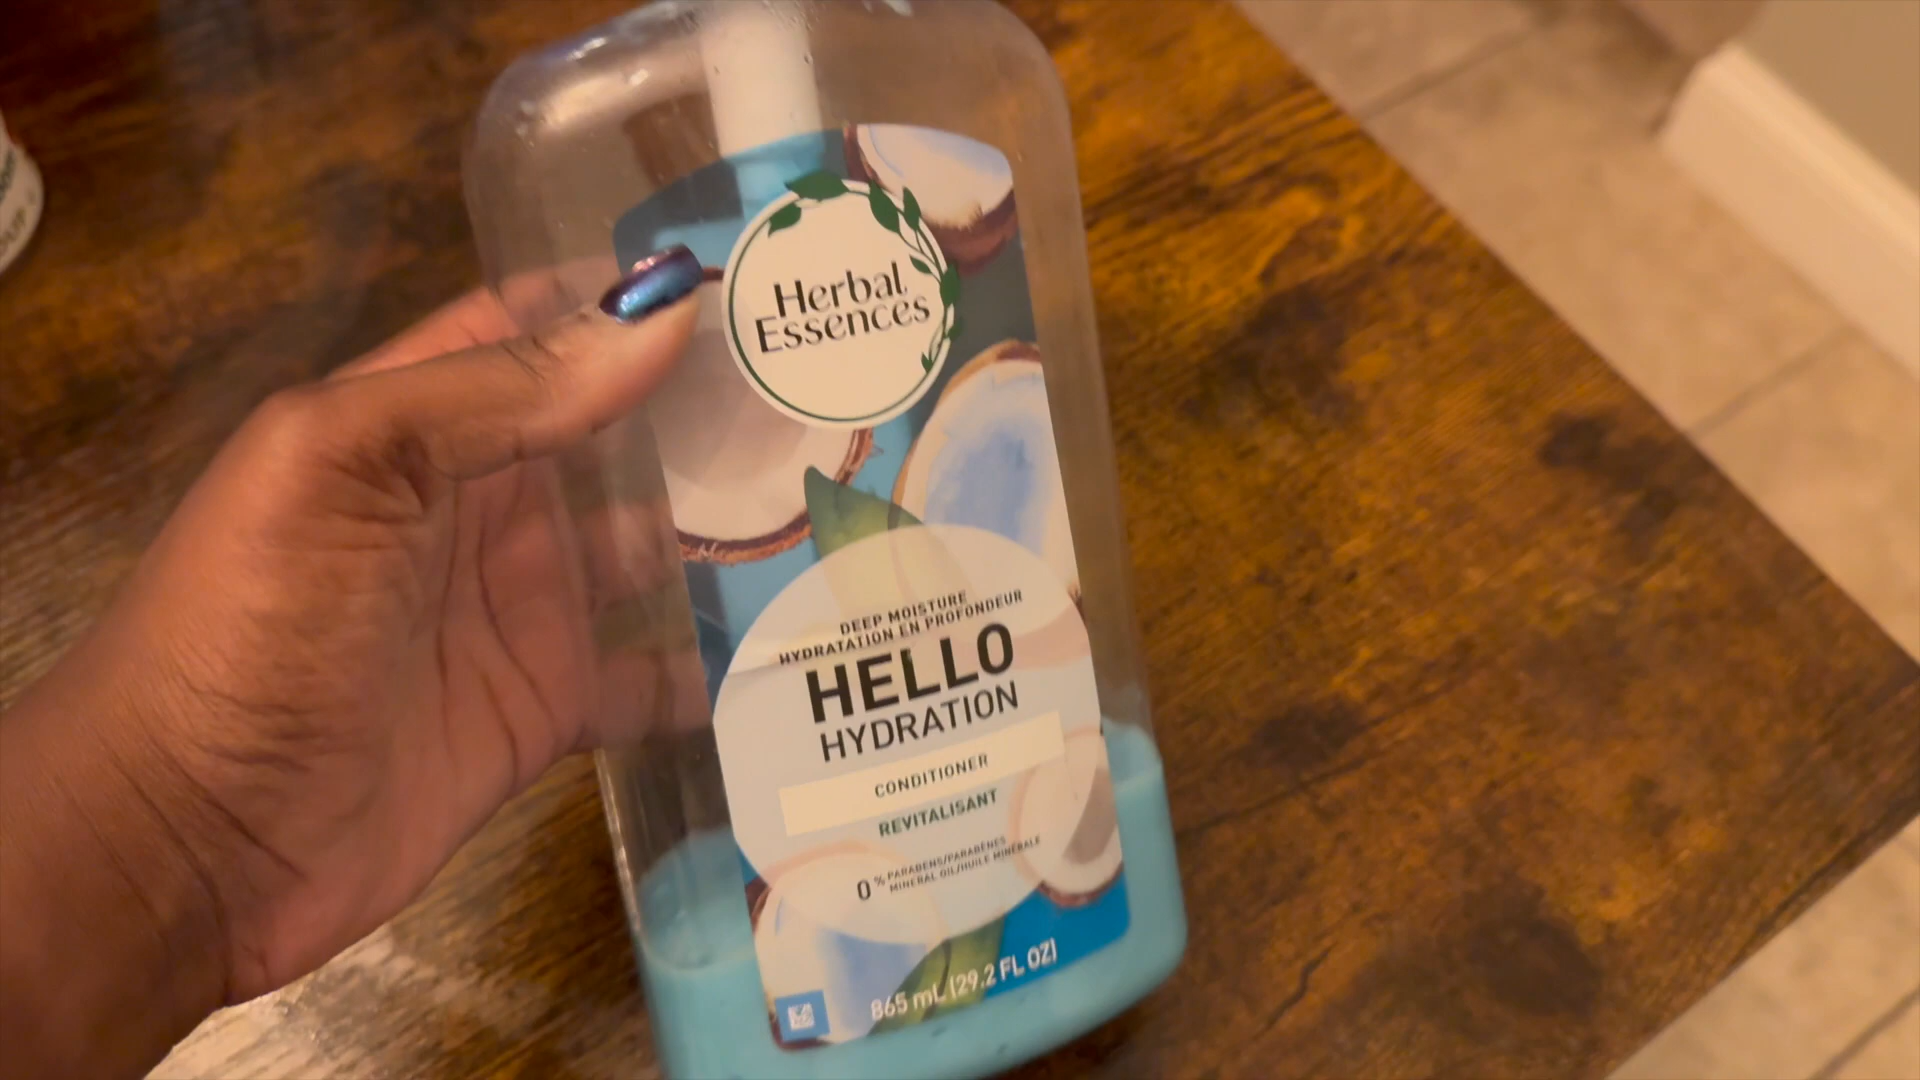 Herbal
Essences
DEEP MOISTURE
HYDRATATION EN PROFONDEUR
HELLO
HYDRATION
CONDITIONER
REVITALISANT
0% PARABENS/PARABÈNES
MINERAL OIL/HUILE MINÉRALE
865 mL (29.2 FL OZ)